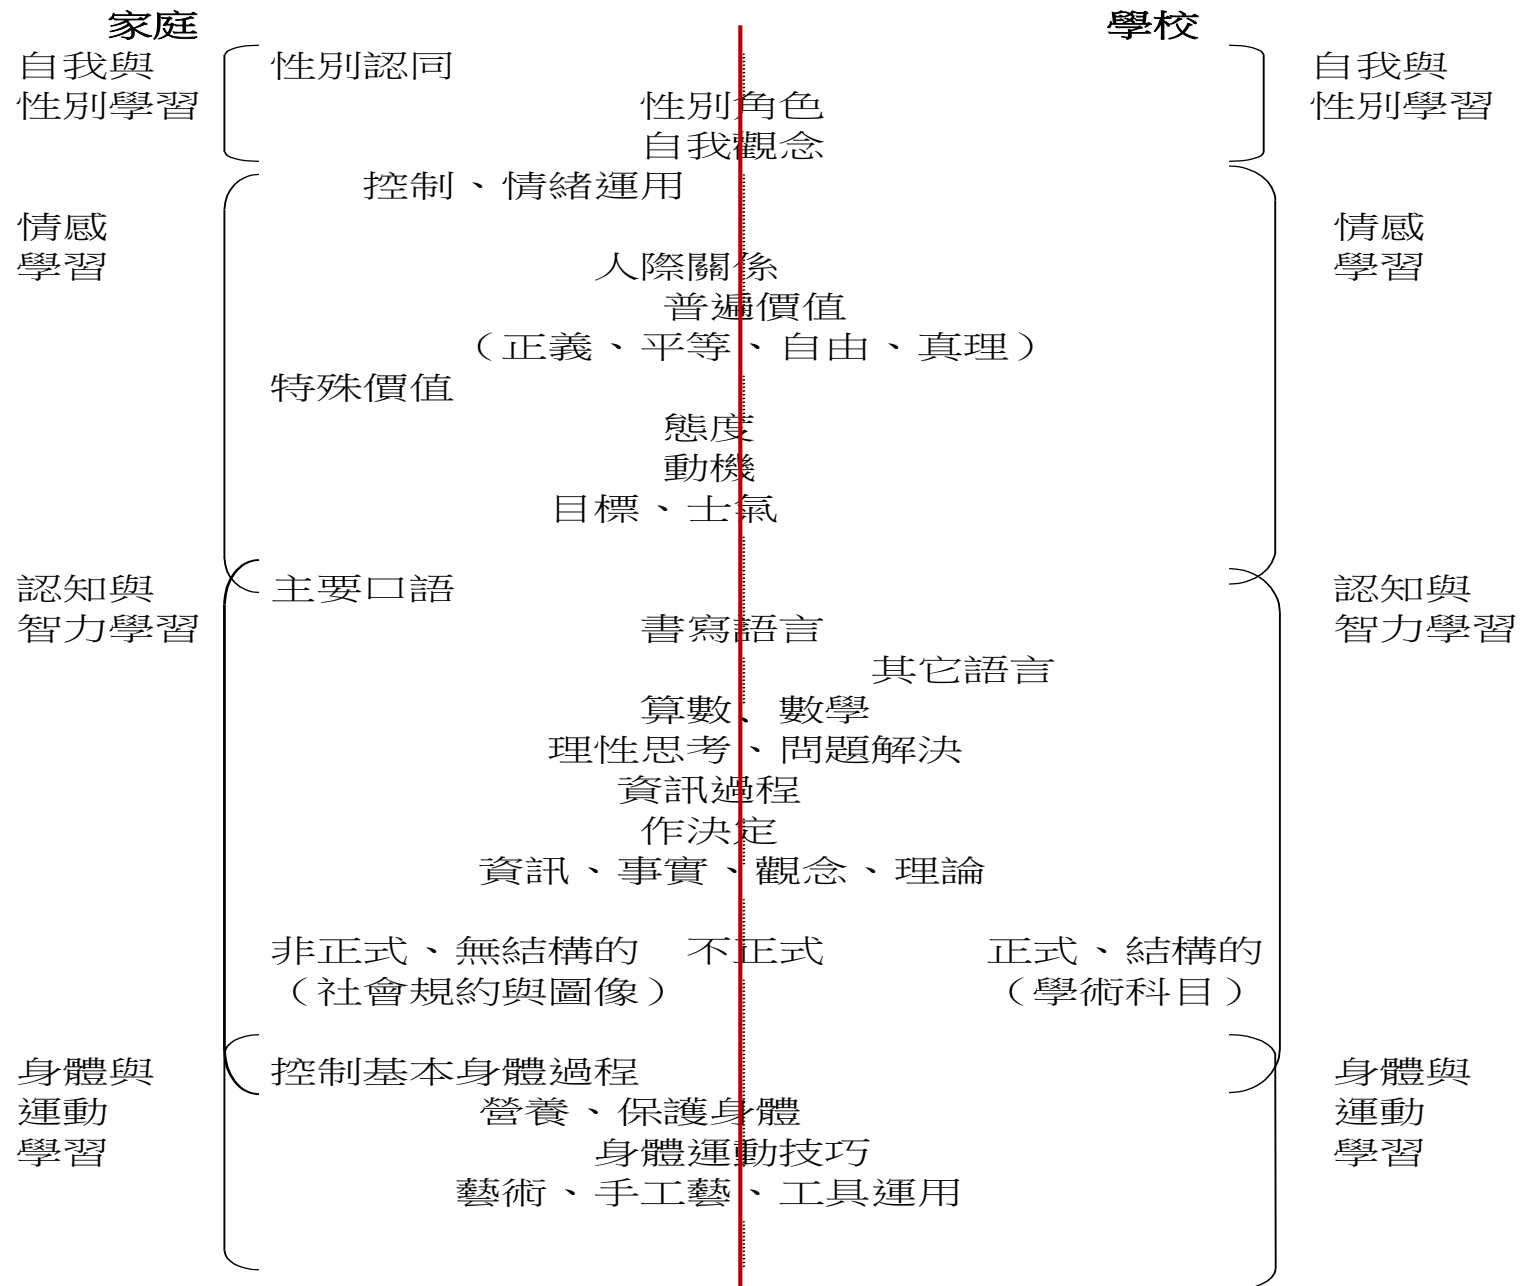 家庭 學校
自我與 性別認同 自我與
性別學習 性別角色 性別學習
自我觀念
控制、情緒運用
情感 情感
學習 人際關係 學習
普遍價值
（正義、平等、自由、真理）
特殊價值
態度
動機
目標、士氣
認知與 主要口語 認知與
智力學習 書寫語言 智力學習
其它語言
算數、數學
理性思考、問題解決
資訊過程
作決定
資訊、事實、觀念、理論
非正式、無結構的 不正式 正式、結構的
（社會規約與圖像） （學術科目）
身體與 控制基本身體過程 身體與
運動 營養、保護身體 運動
學習 身體運動技巧 學習
藝術、手工藝、工具運用